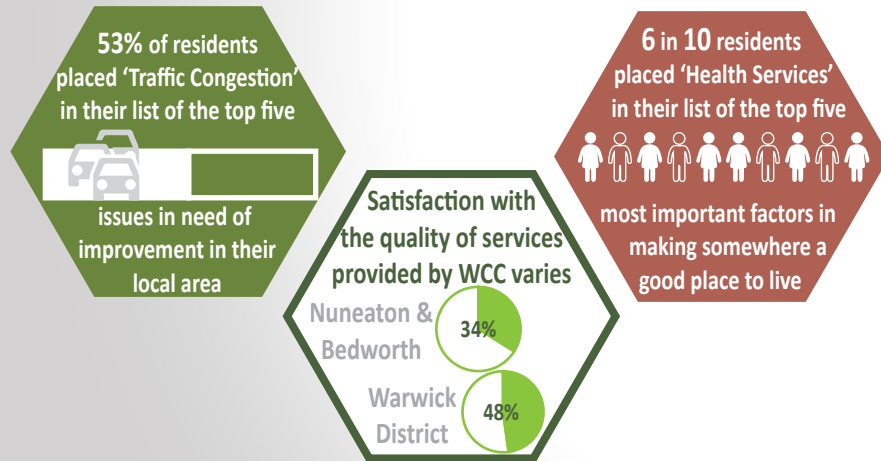 53% of residents
placed ‘Traffic Congestion’
in their list of the top five
issues in need of
improvement in their
local area
6 in 10 residents
placed ‘Health Services’
in their list of the top five
most important factors in
making somewhere a
good place to live
Satisfaction with
the quality of services
provided by WCC varies
Nuneaton &
Bedworth
34%
Warwick
District
48%